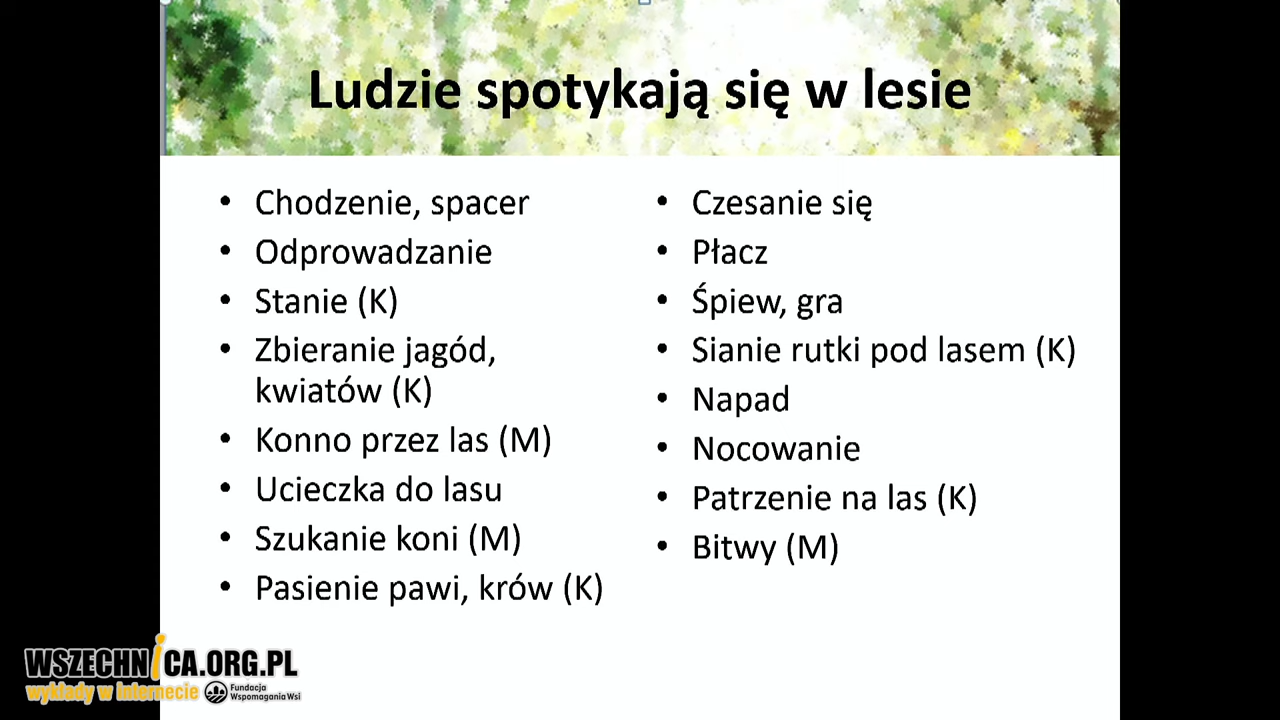 Ludzie spotykają się w lesie
• Chodzenie, spacer
• Odprowadzanie
• Stanie (K)
• Zbieranie jagód,
kwiatów (K)
• Konno przez las (M)
• Ucieczka do lasu
• Szukanie koni (M)
• Pasienie pawi, krów (K)
• Czesanie się
• Płacz
• Śpiew, gra
• Sianie rutki pod lasem (K)
• Napad
• Nocowanie
• Patrzenie na las (K)
• Bitwy (M)
WSZECHNiCA.ORG.PL
wykłady w internecie
Fundacja
Wspomagania Wsi